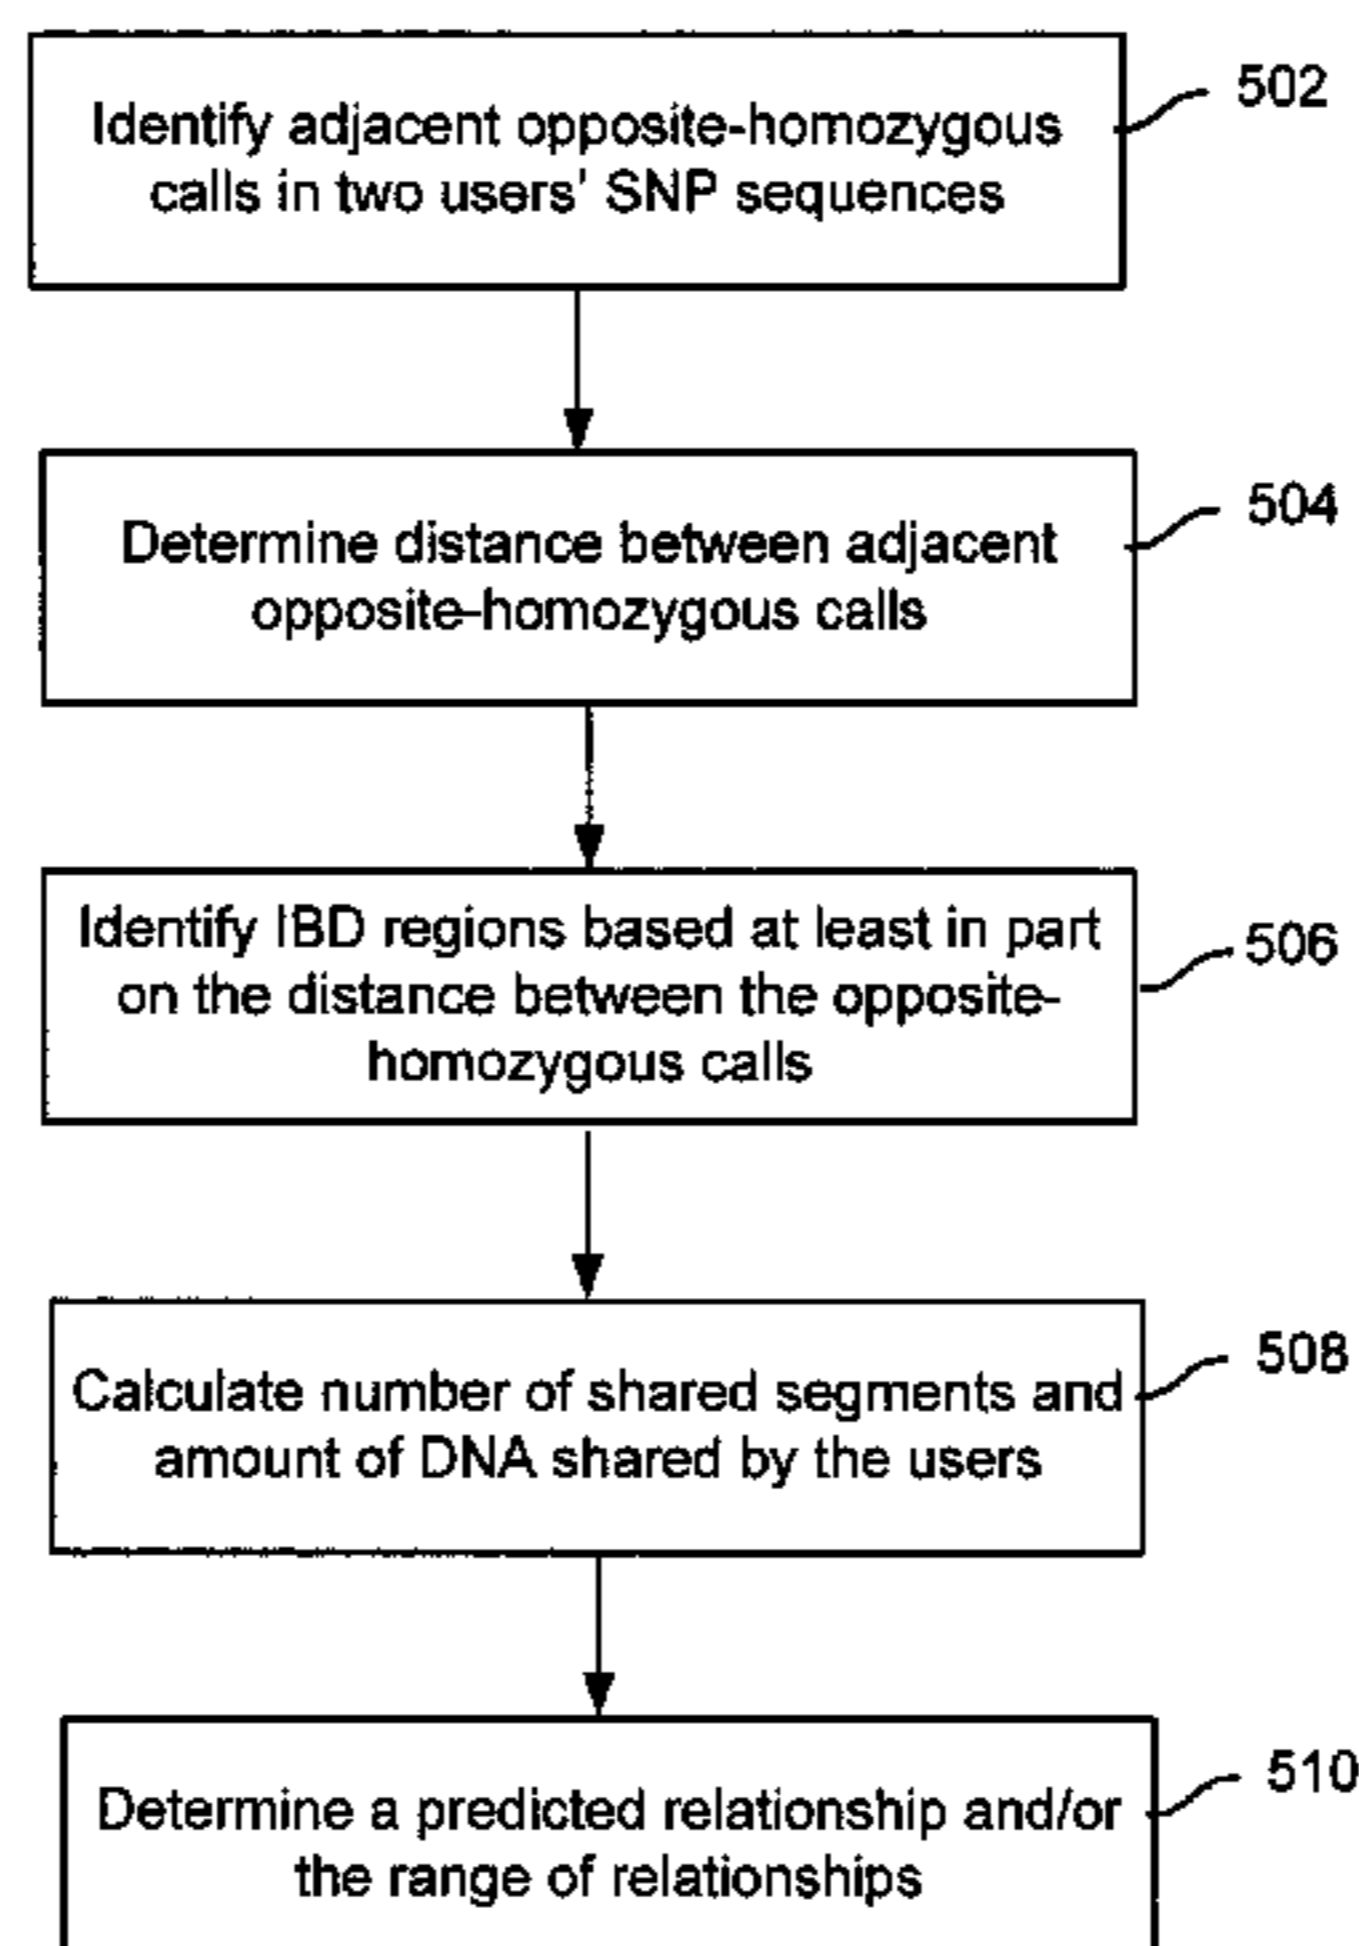 Identify adjacent opposite-homozygous
calls in two users' SNP sequences
502
Determine distance between adjacent
opposite-homozygous calls
504
Identify IBD regions based at least in part
on the distance between the opposite-
homozygous calls
506
Calculate number of shared segments and
amount of DNA shared by the users
508
Determine a predicted relationship and/or
the range of relationships
510